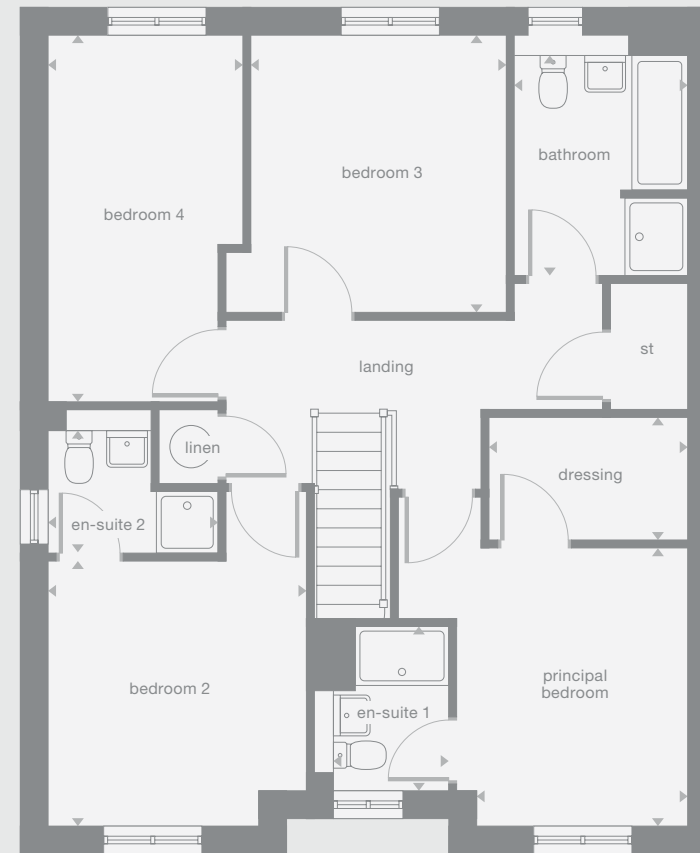 bathroom
bedroom 3
bedroom 4
st
landing
linen
dressing
en-suite 2
bedroom 2
principal
bedroom
en-suite 1